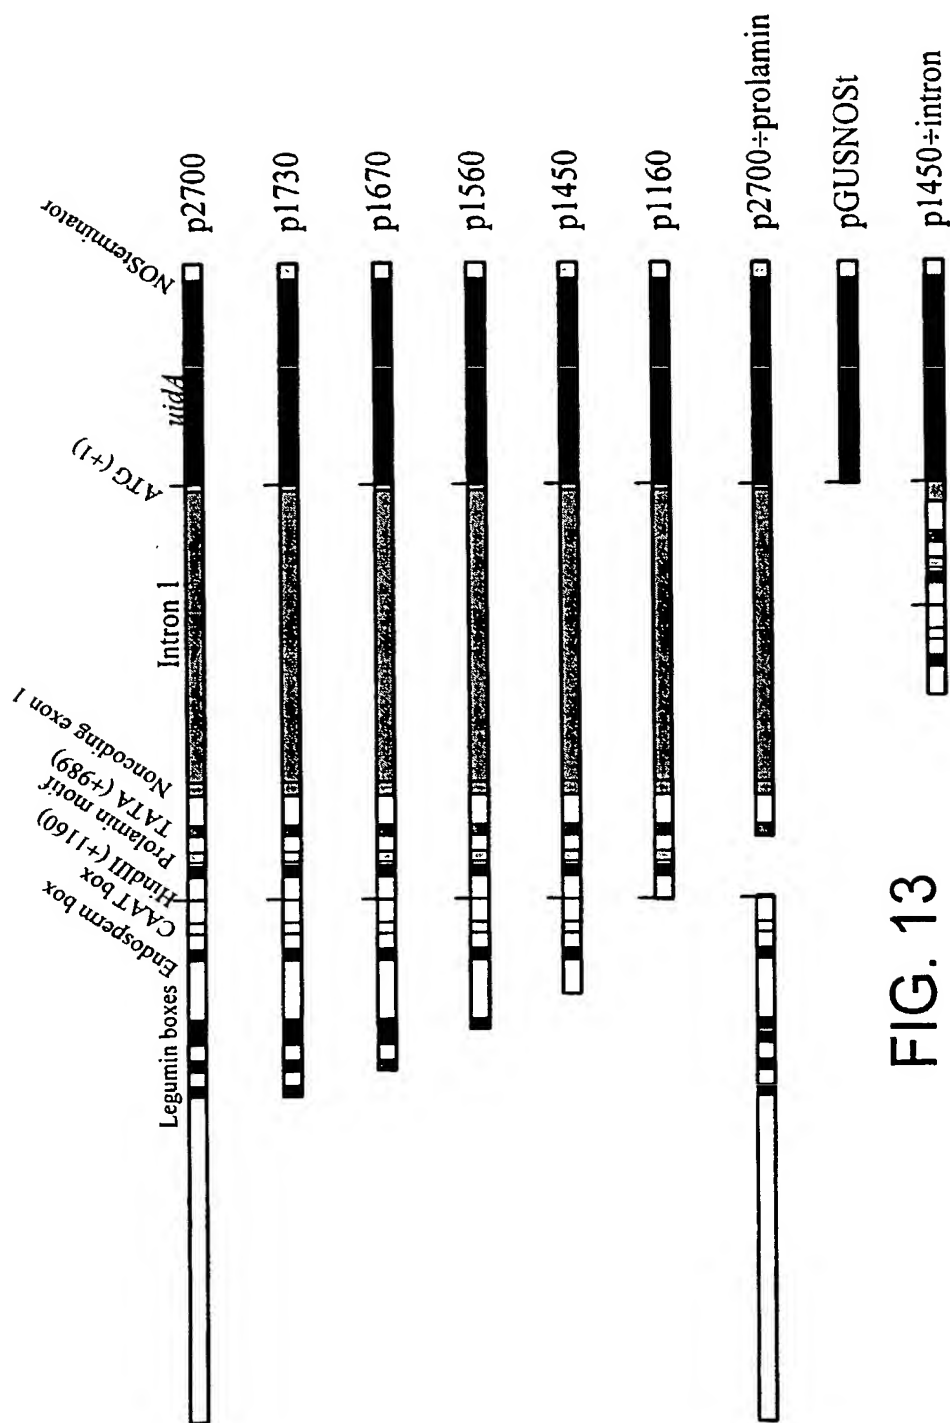 Legumin boxes
Endosperm box
CAAT box
HindIII (+1160)
Prolamin motif
TATA (+989)
Noncoding exon 1
Intron 1
ATG (+1)
uidA
NOSterminator
p2700
p1730
p1670
p1560
p1450
p1160
p2700÷prolamin
pGUSNOSt
p1450÷intron
FIG. 13